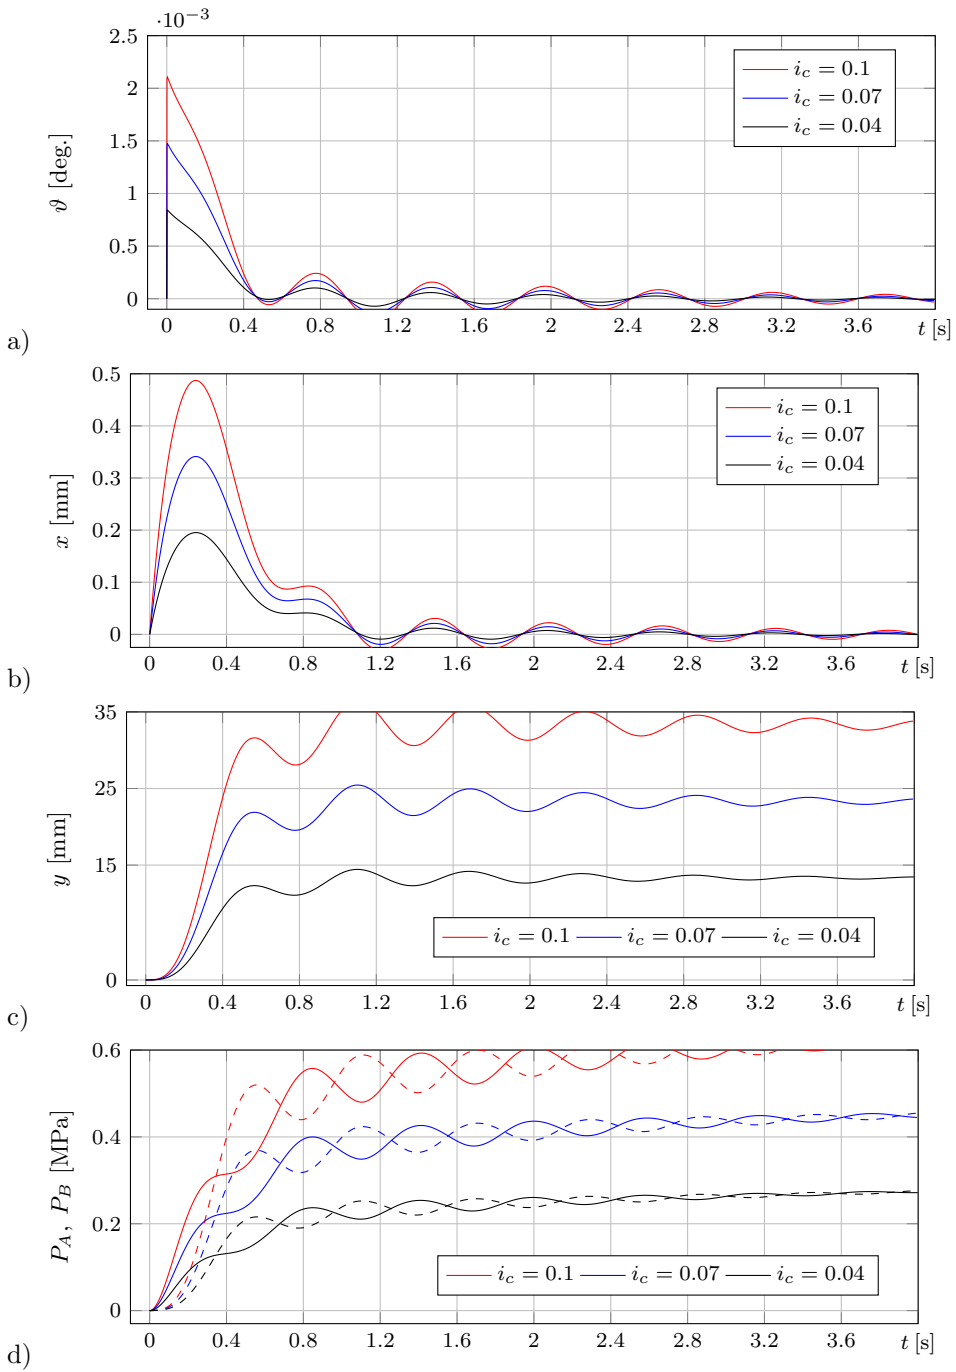 ·10⁻³
2.5
2
1.5
1
0.5
0
ϑ [deg.]
i_c = 0.1
i_c = 0.07
i_c = 0.04
0 0.4 0.8 1.2 1.6 2 2.4 2.8 3.2 3.6 t [s]
a)
0.5
0.4
0.3
0.2
0.1
0
x [mm]
i_c = 0.1
i_c = 0.07
i_c = 0.04
0 0.4 0.8 1.2 1.6 2 2.4 2.8 3.2 3.6 t [s]
b)
35
25
15
0
y [mm]
i_c = 0.1 i_c = 0.07 i_c = 0.04
0 0.4 0.8 1.2 1.6 2 2.4 2.8 3.2 3.6 t [s]
c)
0.6
0.4
0.2
0
P_A, P_B [MPa]
i_c = 0.1 i_c = 0.07 i_c = 0.04
0 0.4 0.8 1.2 1.6 2 2.4 2.8 3.2 3.6 t [s]
d)